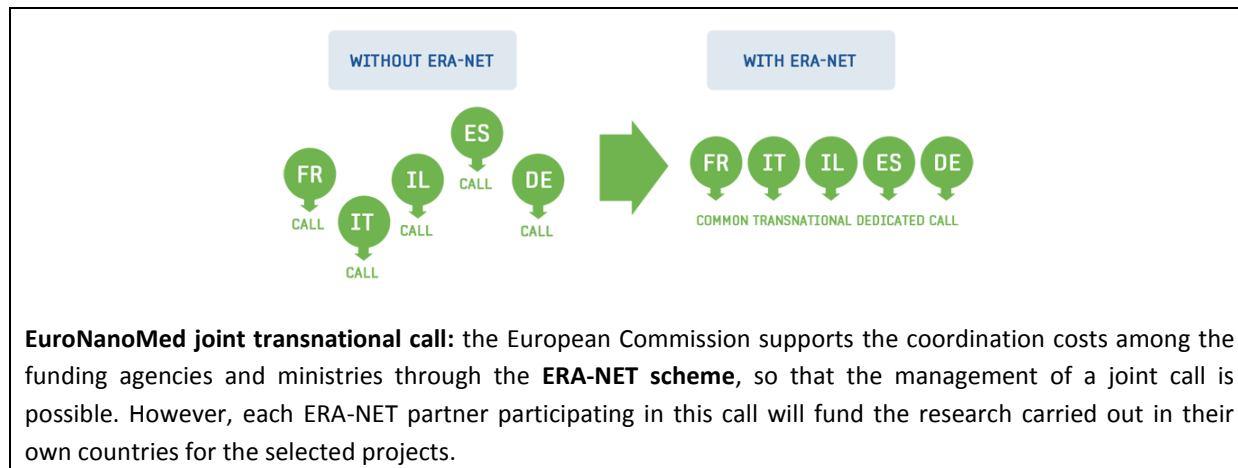 WITHOUT ERA-NET
WITH ERA-NET
ES
CALL
FR
CALL
IL
CALL
DE
CALL
IT
CALL
FR IT IL ES DE
COMMON TRANSNATIONAL DEDICATED CALL
EuroNanoMed joint transnational call: the European Commission supports the coordination costs among the
funding agencies and ministries through the ERA-NET scheme, so that the management of a joint call is
possible. However, each ERA-NET partner participating in this call will fund the research carried out in their
own countries for the selected projects.